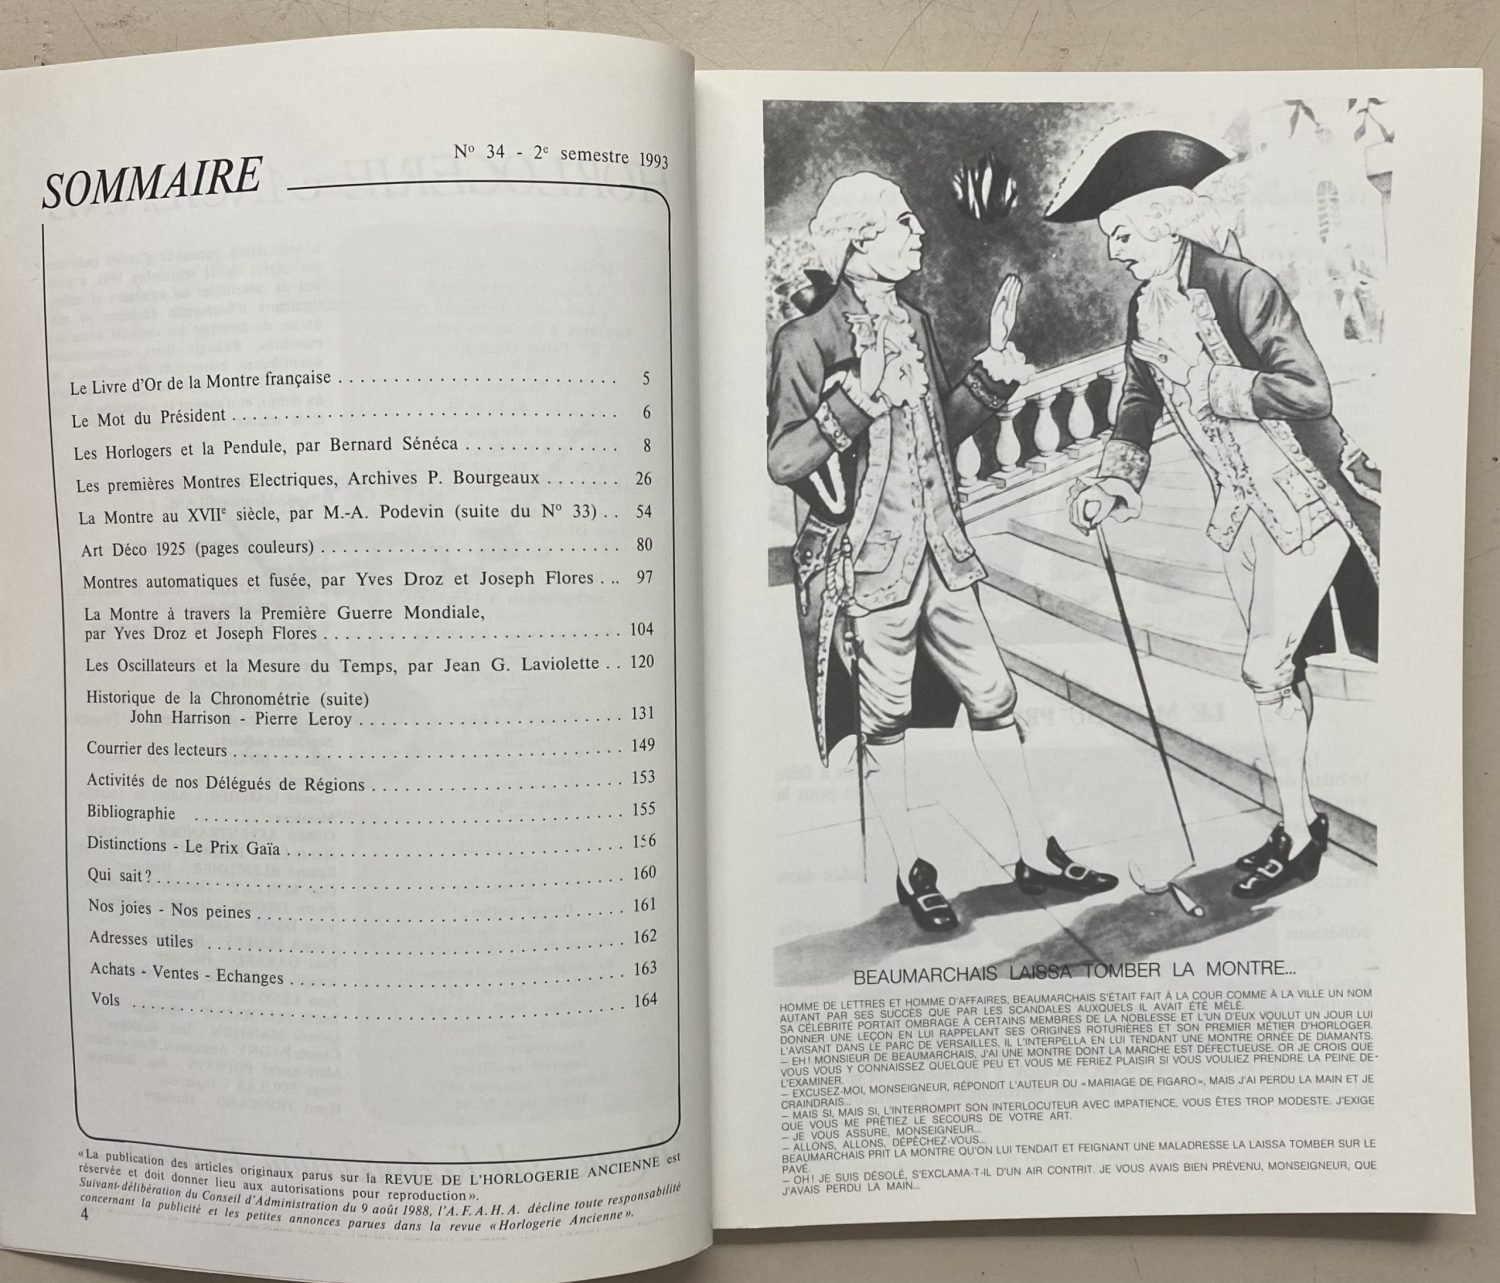 SOMMAIRE
Nº 34 - 2e semestre 1993
Le Livre d'Or de la Montre française . . . . . . . . . . . . . . . . . . . . . . . . . 5
Le Mot du Président . . . . . . . . . . . . . . . . . . . . . . . . . . . . . . . . . . 6
Les Horlogers et la Pendule, par Bernard Sénéca . . . . . . . . . . . . . . 8
Les premières Montres Electriques, Archives P. Bourgeaux . . . . . . . 26
La Montre au XVIIe siècle, par M.-A. Podevin (suite du Nº 33) . . 54
Art Déco 1925 (pages couleurs) . . . . . . . . . . . . . . . . . . . . . . . . . . . 80
Montres automatiques et fusée, par Yves Droz et Joseph Flores . . .. 97
La Montre à travers la Première Guerre Mondiale,
par Yves Droz et Joseph Flores . . . . . . . . . . . . . . . . . . . . . . . . . . . 104
Les Oscillateurs et la Mesure du Temps, par Jean G. Laviolette . . 120
Historique de la Chronométrie (suite)
John Harrison - Pierre Leroy . . . . . . . . . . . . . . . . . . . . . . . . 131
Courrier des lecteurs . . . . . . . . . . . . . . . . . . . . . . . . . . . . . . . . . . . 149
Activités de nos Délégués de Régions . . . . . . . . . . . . . . . . . . . . . . . 153
Bibliographie . . . . . . . . . . . . . . . . . . . . . . . . . . . . . . . . . . . . . . . 155
Distinctions - Le Prix Gaïa . . . . . . . . . . . . . . . . . . . . . . . . . . . . . . 156
Qui sait? . . . . . . . . . . . . . . . . . . . . . . . . . . . . . . . . . . . . . . . . . . 160
Nos joies - Nos peines . . . . . . . . . . . . . . . . . . . . . . . . . . . . . . . . . 161
Adresses utiles . . . . . . . . . . . . . . . . . . . . . . . . . . . . . . . . . . . . . . 162
Achats - Ventes - Echanges . . . . . . . . . . . . . . . . . . . . . . . . . . . . . . 163
Vols . . . . . . . . . . . . . . . . . . . . . . . . . . . . . . . . . . . . . . . . . . . . . 164
«La publication des articles originaux parus sur la REVUE DE L'HORLOGERIE ANCIENNE est
réservée et doit donner lieu aux autorisations pour reproduction».
Suivant-délibération du Conseil d'Administration du 9 août 1988, l'A.F.A.H.A. décline toute responsabilité
concernant la publicité et les petites annonces parues dans la revue «Horlogerie Ancienne».
4
BEAUMARCHAIS LAISSA TOMBER LA MONTRE...
HOMME DE LETTRES ET HOMME D'AFFAIRES, BEAUMARCHAIS S'ÉTAIT FAIT À LA COUR COMME À LA VILLE UN NOM
AUTANT PAR SES SUCCÈS QUE PAR LES SCANDALES AUXQUELS IL AVAIT ÉTÉ MÊLÉ.
SA CÉLÉBRITÉ PORTAIT OMBRAGE À CERTAINS MEMBRES DE LA NOBLESSE ET L'UN D'EUX VOULUT UN JOUR LUI
DONNER UNE LEÇON EN LUI RAPPELANT SES ORIGINES ROTURIÈRES ET SON PREMIER MÉTIER D'HORLOGER.
L'AVISANT DANS LE PARC DE VERSAILLES, IL L'INTERPELLA EN LUI TENDANT UNE MONTRE ORNÉE DE DIAMANTS.
– EH! MONSIEUR DE BEAUMARCHAIS, J'AI UNE MONTRE DONT LA MARCHE EST DÉFECTUEUSE. OR JE CROIS QUE
VOUS VOUS Y CONNAISSEZ QUELQUE PEU ET VOUS ME FERIEZ PLAISIR SI VOUS VOULIEZ PRENDRE LA PEINE DE-
L'EXAMINER.
– EXCUSEZ-MOI, MONSEIGNEUR, RÉPONDIT L'AUTEUR DU «MARIAGE DE FIGARO», MAIS J'AI PERDU LA MAIN ET JE
CRAINDRAIS...
– MAIS SI, MAIS SI, L'INTERROMPIT SON INTERLOCUTEUR AVEC IMPATIENCE, VOUS ÊTES TROP MODESTE. J'EXIGE
QUE VOUS ME PRÊTIEZ LE SECOURS DE VOTRE ART.
– JE VOUS ASSURE, MONSEIGNEUR...
– ALLONS, ALLONS, DÉPÊCHEZ-VOUS...
BEAUMARCHAIS PRIT LA MONTRE QU'ON LUI TENDAIT ET FEIGNANT UNE MALADRESSE LA LAISSA TOMBER SUR LE
PAVÉ.
– OH! JE SUIS DÉSOLÉ, S'EXCLAMA-T-IL D'UN AIR CONTRIT. JE VOUS AVAIS BIEN PRÉVENU, MONSEIGNEUR, QUE
J'AVAIS PERDU LA MAIN...